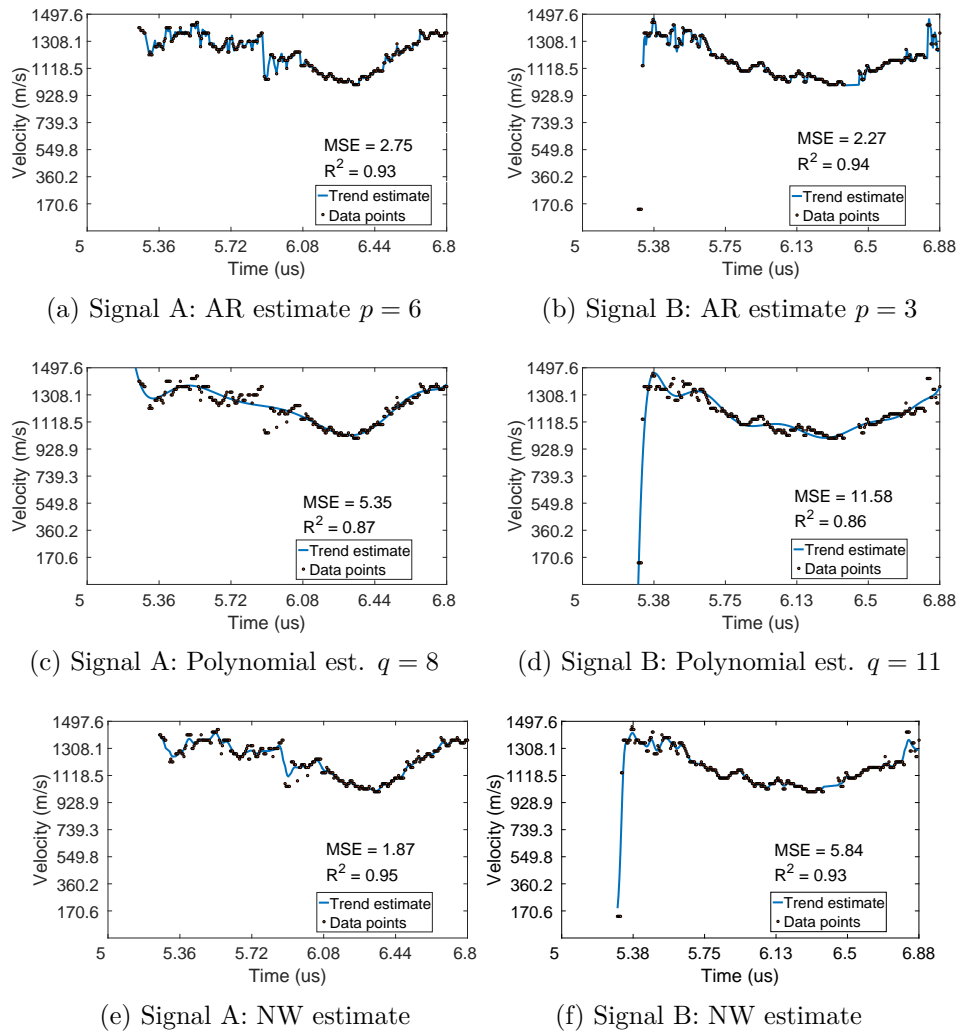 1497.6
1308.1
1118.5
928.9
739.3
549.8
360.2
170.6
Velocity (m/s)
MSE = 2.75
R2 = 0.93
Trend estimate
Data points
5 5.36 5.72 6.08 6.44 6.8
Time (us)
(a) Signal A: AR estimate p = 6
1497.6
1308.1
1118.5
928.9
739.3
549.8
360.2
170.6
Velocity (m/s)
MSE = 2.27
R2 = 0.94
Trend estimate
Data points
5 5.38 5.75 6.13 6.5 6.88
Time (us)
(b) Signal B: AR estimate p = 3
1497.6
1308.1
1118.5
928.9
739.3
549.8
360.2
170.6
Velocity (m/s)
MSE = 5.35
R2 = 0.87
Trend estimate
Data points
5 5.36 5.72 6.08 6.44 6.8
Time (us)
(c) Signal A: Polynomial est. q = 8
1497.6
1308.1
1118.5
928.9
739.3
549.8
360.2
170.6
Velocity (m/s)
MSE = 11.58
R2 = 0.86
Trend estimate
Data points
5 5.38 5.75 6.13 6.5 6.88
Time (us)
(d) Signal B: Polynomial est. q = 11
1497.6
1308.1
1118.5
928.9
739.3
549.8
360.2
170.6
Velocity (m/s)
MSE = 1.87
R2 = 0.95
Trend estimate
Data points
5 5.36 5.72 6.08 6.44 6.8
Time (us)
(e) Signal A: NW estimate
1497.6
1308.1
1118.5
928.9
739.3
549.8
360.2
170.6
Velocity (m/s)
MSE = 5.84
R2 = 0.93
Trend estimate
Data points
5 5.38 5.75 6.13 6.5 6.88
Time (us)
(f) Signal B: NW estimate